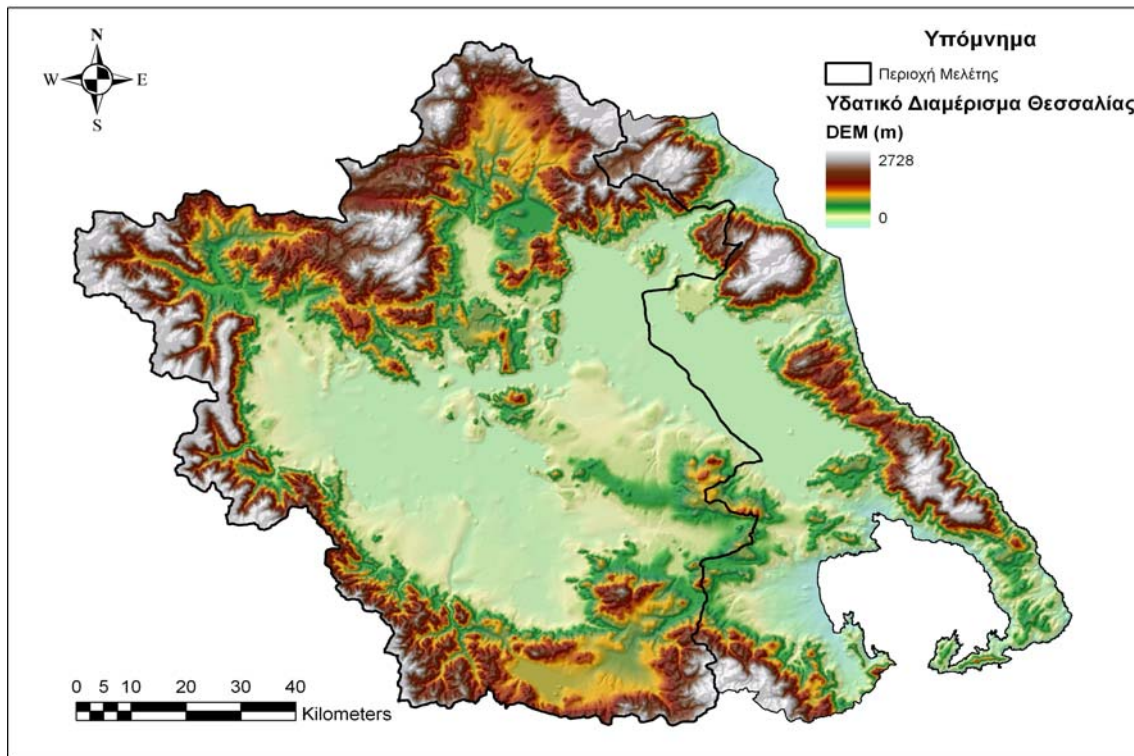 N
W E
S
Υπόμνημα
Περιοχή Μελέτης
Υδατικό Διαμέρισμα Θεσσαλίας
DEM (m)
2728
0
0 5 10 20 30 40
Kilometers